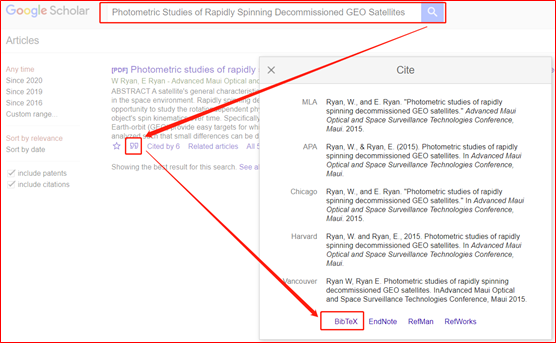 Google Scholar
Photometric Studies of Rapidly Spinning Decommissioned GEO Satellites
Articles
Any time
Since 2020
Since 2019
Since 2016
Custom range...
Sort by relevance
Sort by date
include patents
include citations
[PDF] Photometric studies of rapidly
W Ryan, E Ryan - Advanced Maui and Opt
ABSTRACT A satellite's general characteristi
in the space environment. Rapidly spinning de
opportunity to study the rotation dependent ph
object's spin kinematics over time. Specifically
Earth-orbit (GEO) provide easy targets for wh
analyzed such that small differences can be d
Cited by 6 Related articles All 5
Showing the best result for this search. See al
Cite
MLA
Ryan, W., and E. Ryan. "Photometric studies of rapidly
spinning decommissioned GEO satellites." Advanced Maui
Optical and Space Surveillance Technologies Conference,
Maui. 2015.
APA
Ryan, W., & Ryan, E. (2015). Photometric studies of rapidly
spinning decommissioned GEO satellites. In Advanced Maui
Optical and Space Surveillance Technologies Conference,
Maui.
Chicago
Ryan, W., and E. Ryan. "Photometric studies of rapidly
spinning decommissioned GEO satellites." In Advanced Maui
Optical and Space Surveillance Technologies Conference,
Maui. 2015.
Harvard
Ryan, W. and Ryan, E., 2015. Photometric studies of rapidly
spinning decommissioned GEO satellites. In Advanced Maui
Optical and Space Surveillance Technologies Conference,
Maui.
Vancouver
Ryan W, Ryan E. Photometric studies of rapidly spinning
decommissioned GEO satellites. InAdvanced Maui Optical
and Space Surveillance Technologies Conference, Maui 2015.
BibTeX EndNote RefMan RefWorks